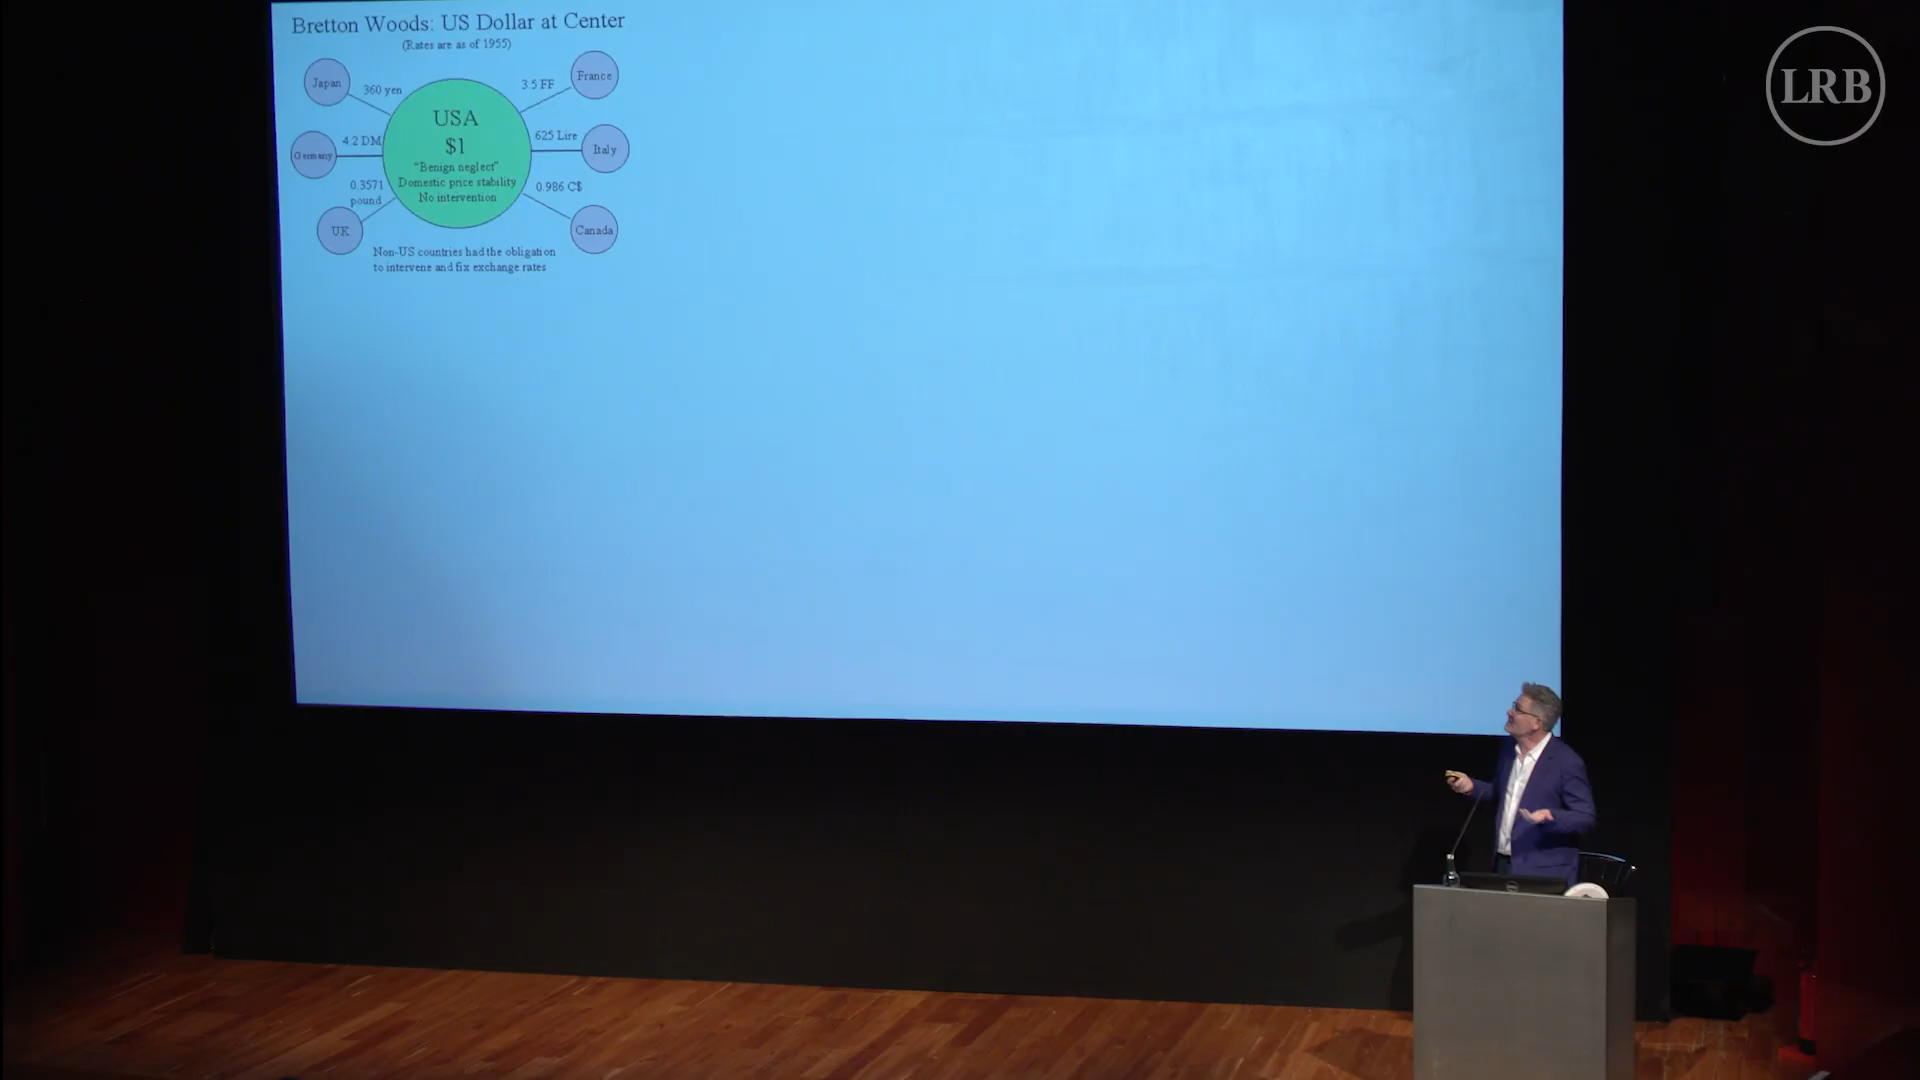 Bretton Woods: US Dollar at Center
(Rates are as of 1955)
Japan
360 yen
3.5 FF
France
USA
$1
"Benign neglect"
Domestic price stability
No intervention
Germany
4.2 DM
625 Lire
Italy
0.3571
pound
0.986 C$
UK
Canada
Non-US countries had the obligation
to intervene and fix exchange rates
LRB